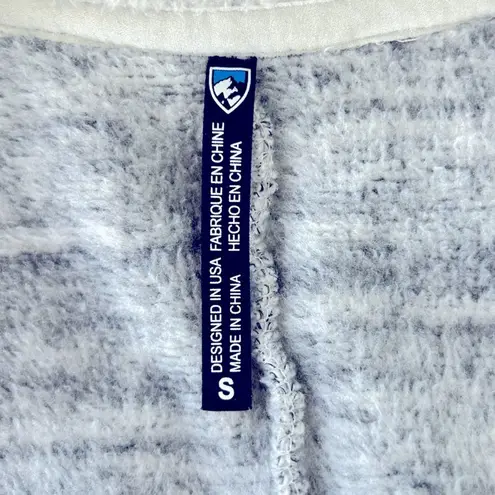 S
DESIGNED IN USA FABRIQUE EN CHINE
MADE IN CHINA HECHO EN CHINA